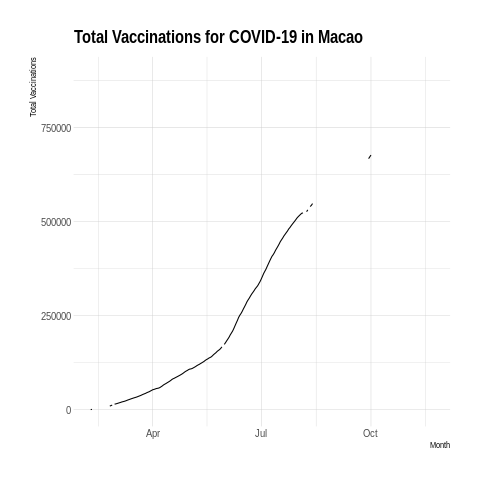 Total Vaccinations for COVID-19 in Macao
Total Vaccinations
750000
500000
250000
0
Apr
Jul
Oct
Month